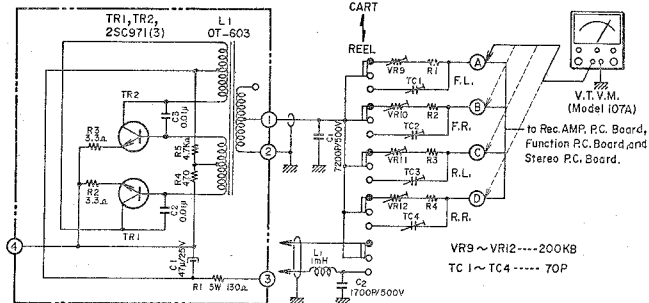 TR1, TR2,
2SC971(3)
L1
OT-603
TR2
C3
0.01μ
R3
3.3Ω
R5
4.7KΩ
R4
470
R2
3.3Ω
TR1
C2
0.01μ
C1
47μ/25V
R1 5W 130Ω
1
2
3
4
CART
REEL
C1
7200P/500V
VR9 R1
TC1
F.L.
A
VR10 R2
TC2
F.R.
B
VR11 R3
TC3
R.L.
C
VR12 R4
TC4
R.R.
D
L1
1mH
C2
1700P/500V
V.T.V.M.
(Model 107A)
to Rec. AMP. P.C. Board,
Function P.C. Board, and
Stereo P.C. Board.
VR9~VR12----200KB
TC1~TC4----- 70P